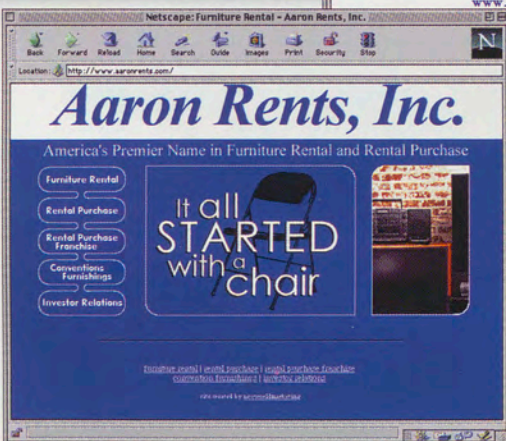 www.
Netscape: Furniture Rental - Aaron Rents, Inc.
Back Forward Reload Home Search Guide Images Print Security Stop
N
Location: http://www.aaronrents.com/
Aaron Rents, Inc.
America's Premier Name in Furniture Rental and Rental Purchase
Furniture Rental
Rental Purchase
Rental Purchase
Franchise
Conventions
Furnishings
Investor Relations
It all
STARTED
with a
chair
furniture rental | rental purchase | rental purchase franchise
convention furnishings | investor relations